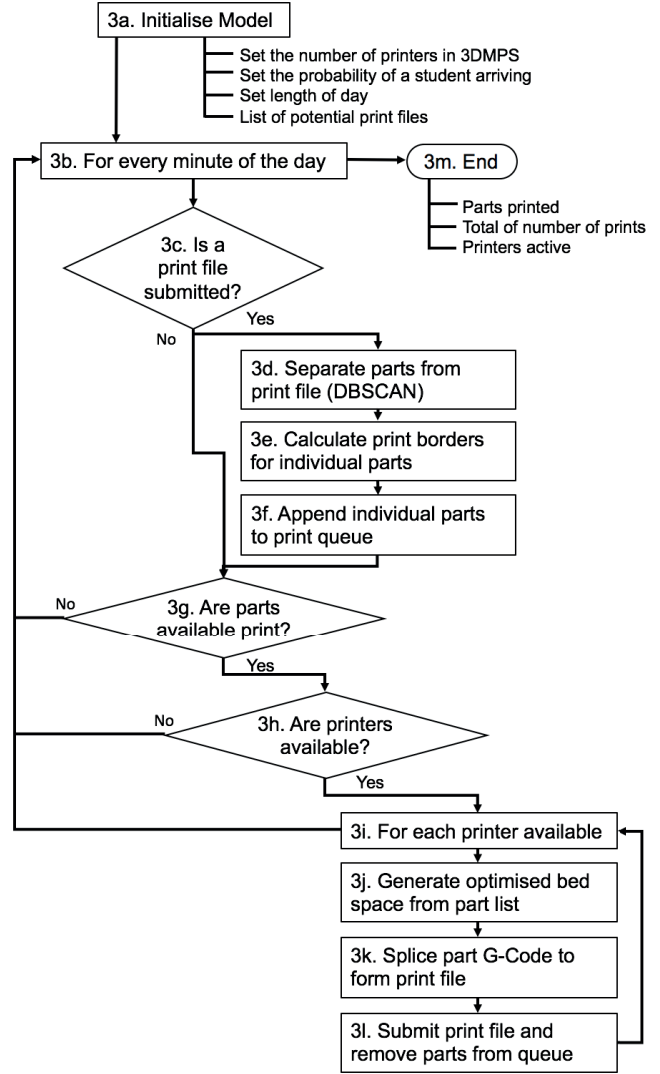 3a. Initialise Model
Set the number of printers in 3DMPS
Set the probability of a student arriving
Set length of day
List of potential print files
3b. For every minute of the day
3m. End
Parts printed
Total of number of prints
Printers active
3c. Is a
print file
submitted?
Yes
No
3d. Separate parts from
print file (DBSCAN)
3e. Calculate print borders
for individual parts
3f. Append individual parts
to print queue
No
3g. Are parts
available print?
Yes
No
3h. Are printers
available?
Yes
3i. For each printer available
3j. Generate optimised bed
space from part list
3k. Splice part G-Code to
form print file
3l. Submit print file and
remove parts from queue